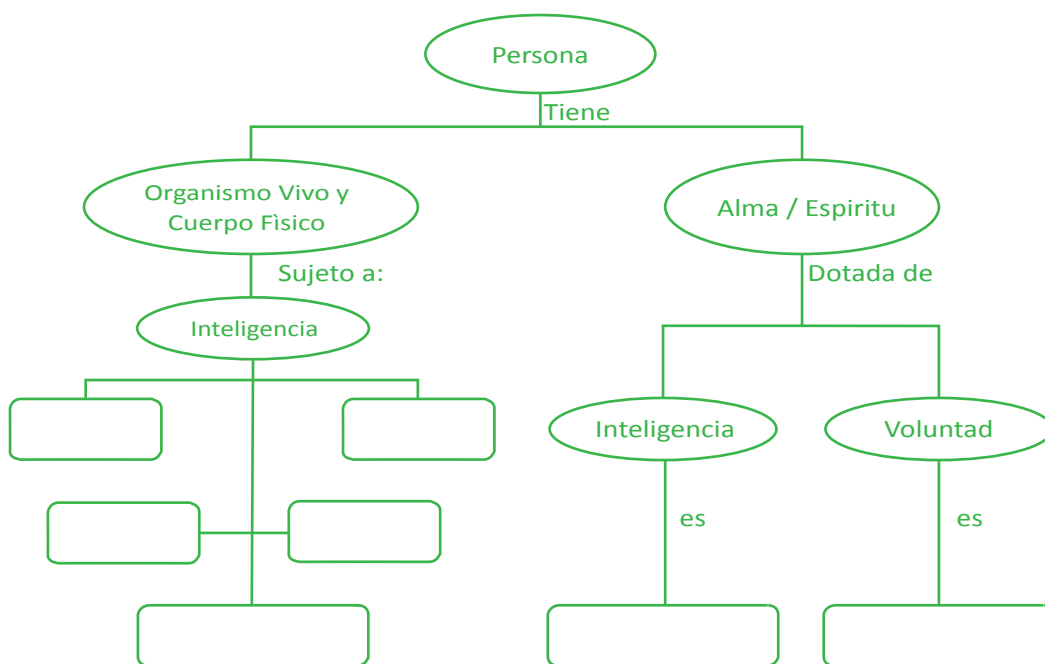 Persona
Tiene
Organismo Vivo y
Cuerpo Fìsico
Alma / Espiritu
Sujeto a:
Dotada de
Inteligencia
Inteligencia
Voluntad
es
es